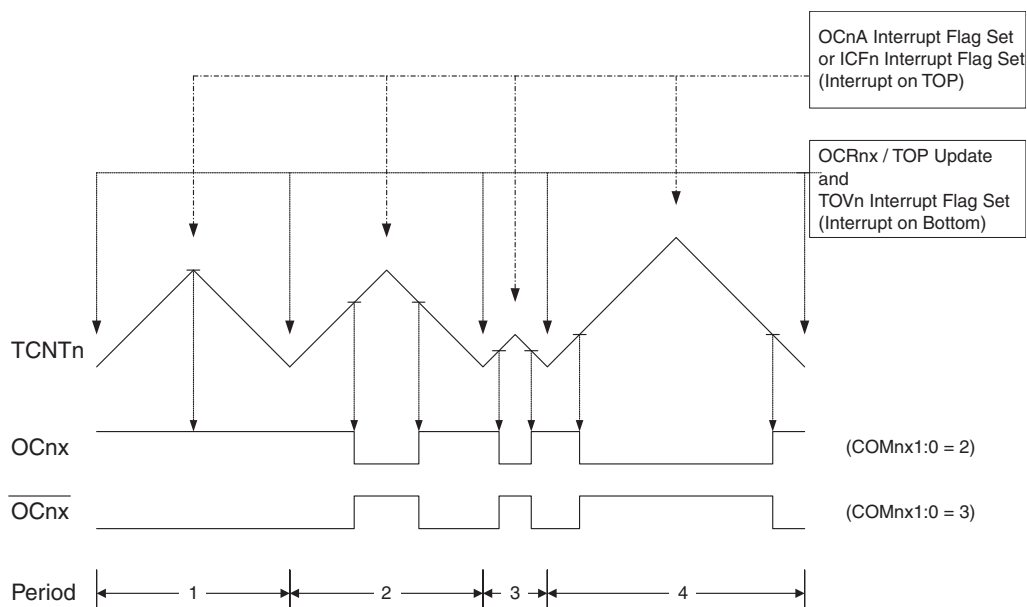 OCnA Interrupt Flag Set
or ICFn Interrupt Flag Set
(Interrupt on TOP)
OCRnx / TOP Update
and
TOVn Interrupt Flag Set
(Interrupt on Bottom)
TCNTn
OCnx
(COMnx1:0 = 2)
OCnx
(COMnx1:0 = 3)
Period
1
2
3
4